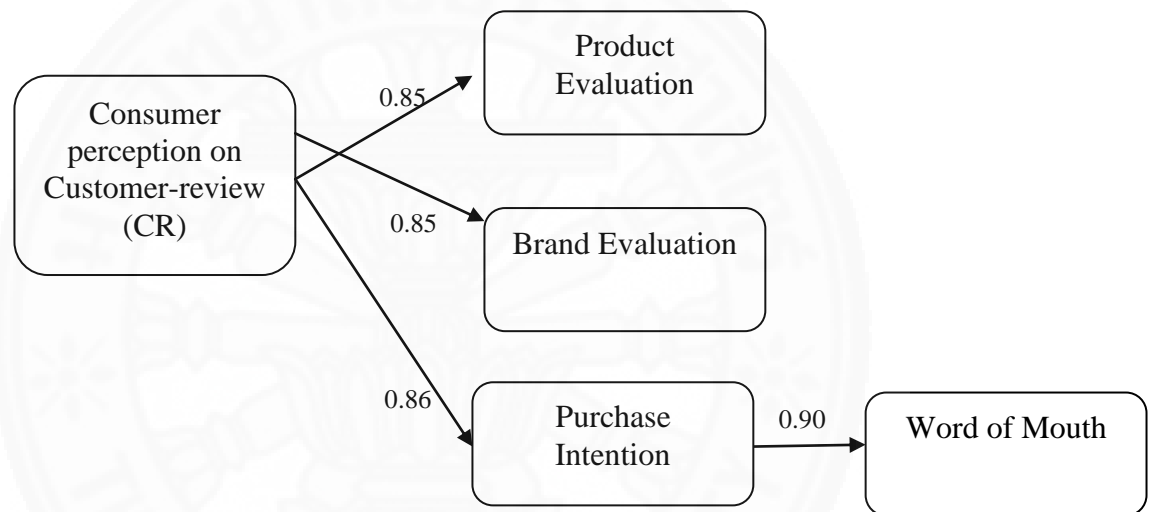 Product
Evaluation
0.85
Consumer
perception on
Customer-review
(CR)
0.85
Brand Evaluation
0.86
Purchase
Intention
0.90
Word of Mouth